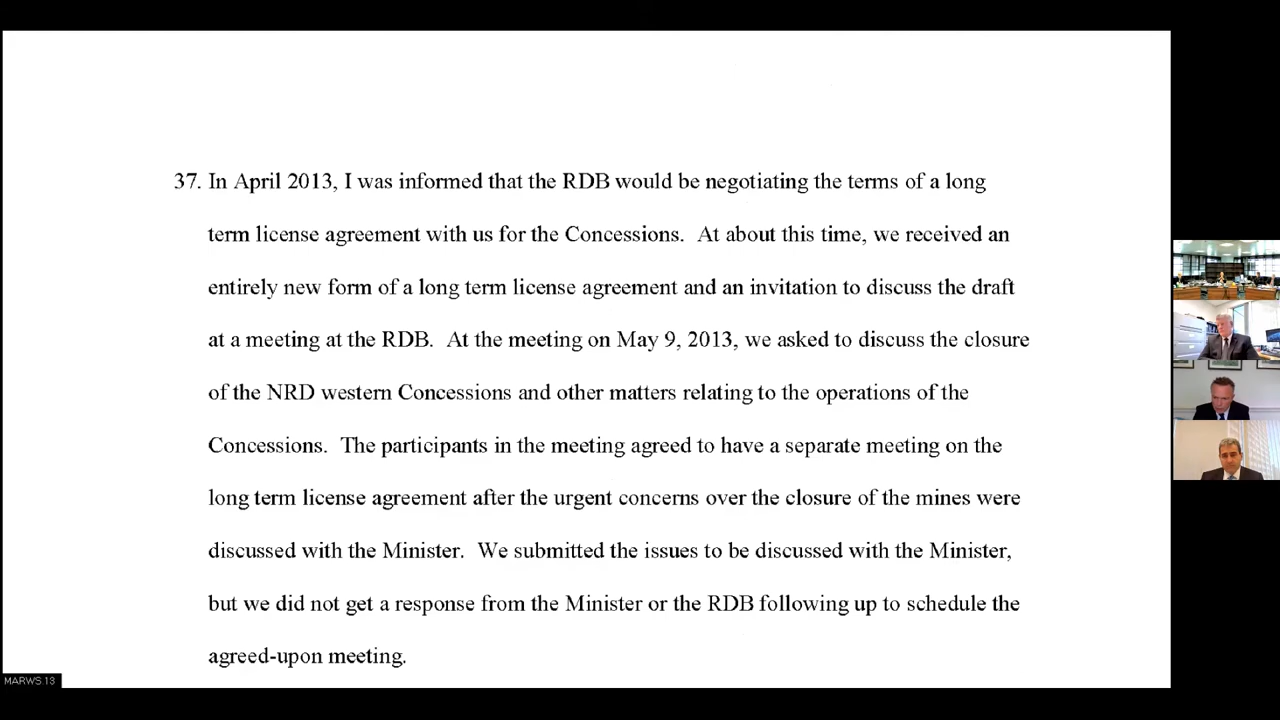 37. In April 2013, I was informed that the RDB would be negotiating the terms of a long
term license agreement with us for the Concessions.  At about this time, we received an
entirely new form of a long term license agreement and an invitation to discuss the draft
at a meeting at the RDB.  At the meeting on May 9, 2013, we asked to discuss the closure
of the NRD western Concessions and other matters relating to the operations of the
Concessions.  The participants in the meeting agreed to have a separate meeting on the
long term license agreement after the urgent concerns over the closure of the mines were
discussed with the Minister.  We submitted the issues to be discussed with the Minister,
but we did not get a response from the Minister or the RDB following up to schedule the
agreed-upon meeting.
MARWS.13